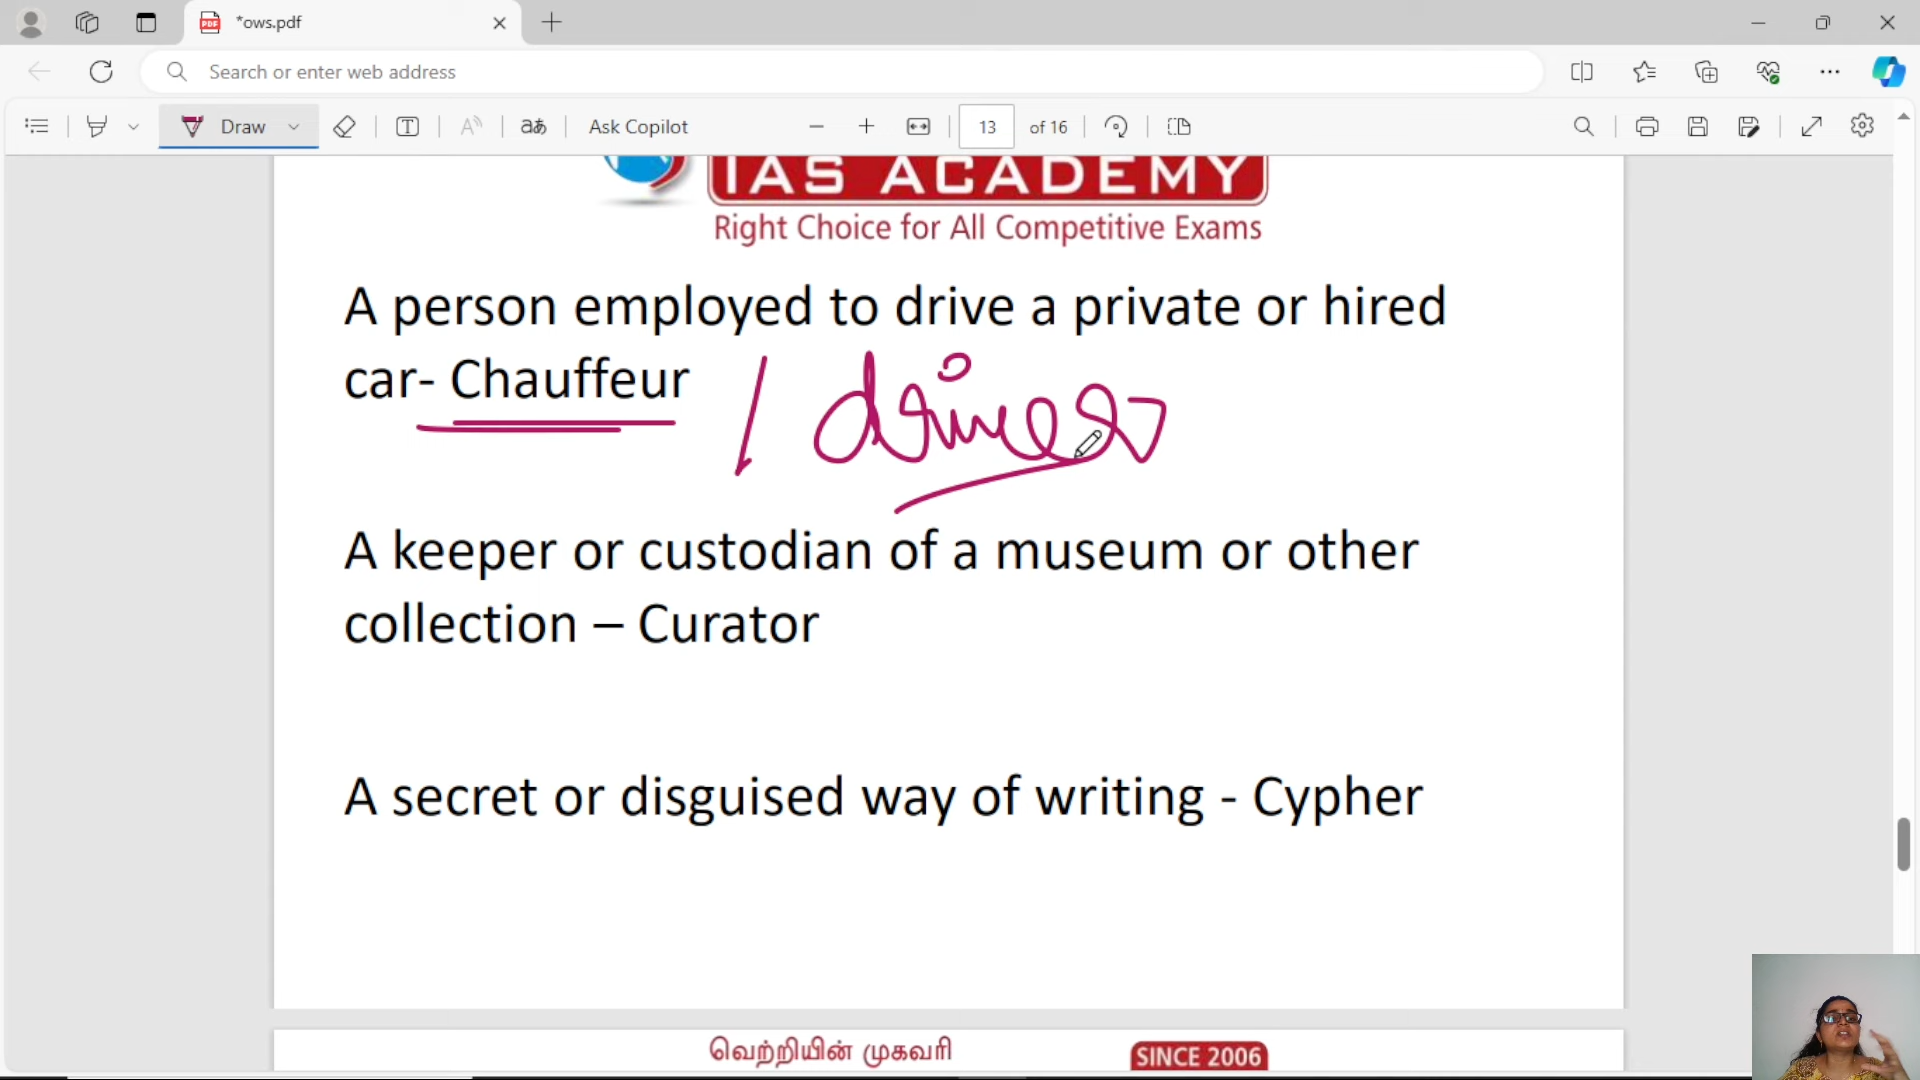 *ows.pdf
Search or enter web address
Draw
Ask Copilot
13 of 16
IAS ACADEMY
Right Choice for All Competitive Exams
A person employed to drive a private or hired
car- Chauffeur / driver
A keeper or custodian of a museum or other
collection – Curator
A secret or disguised way of writing - Cypher
வெற்றியின் முகவரி
SINCE 2006